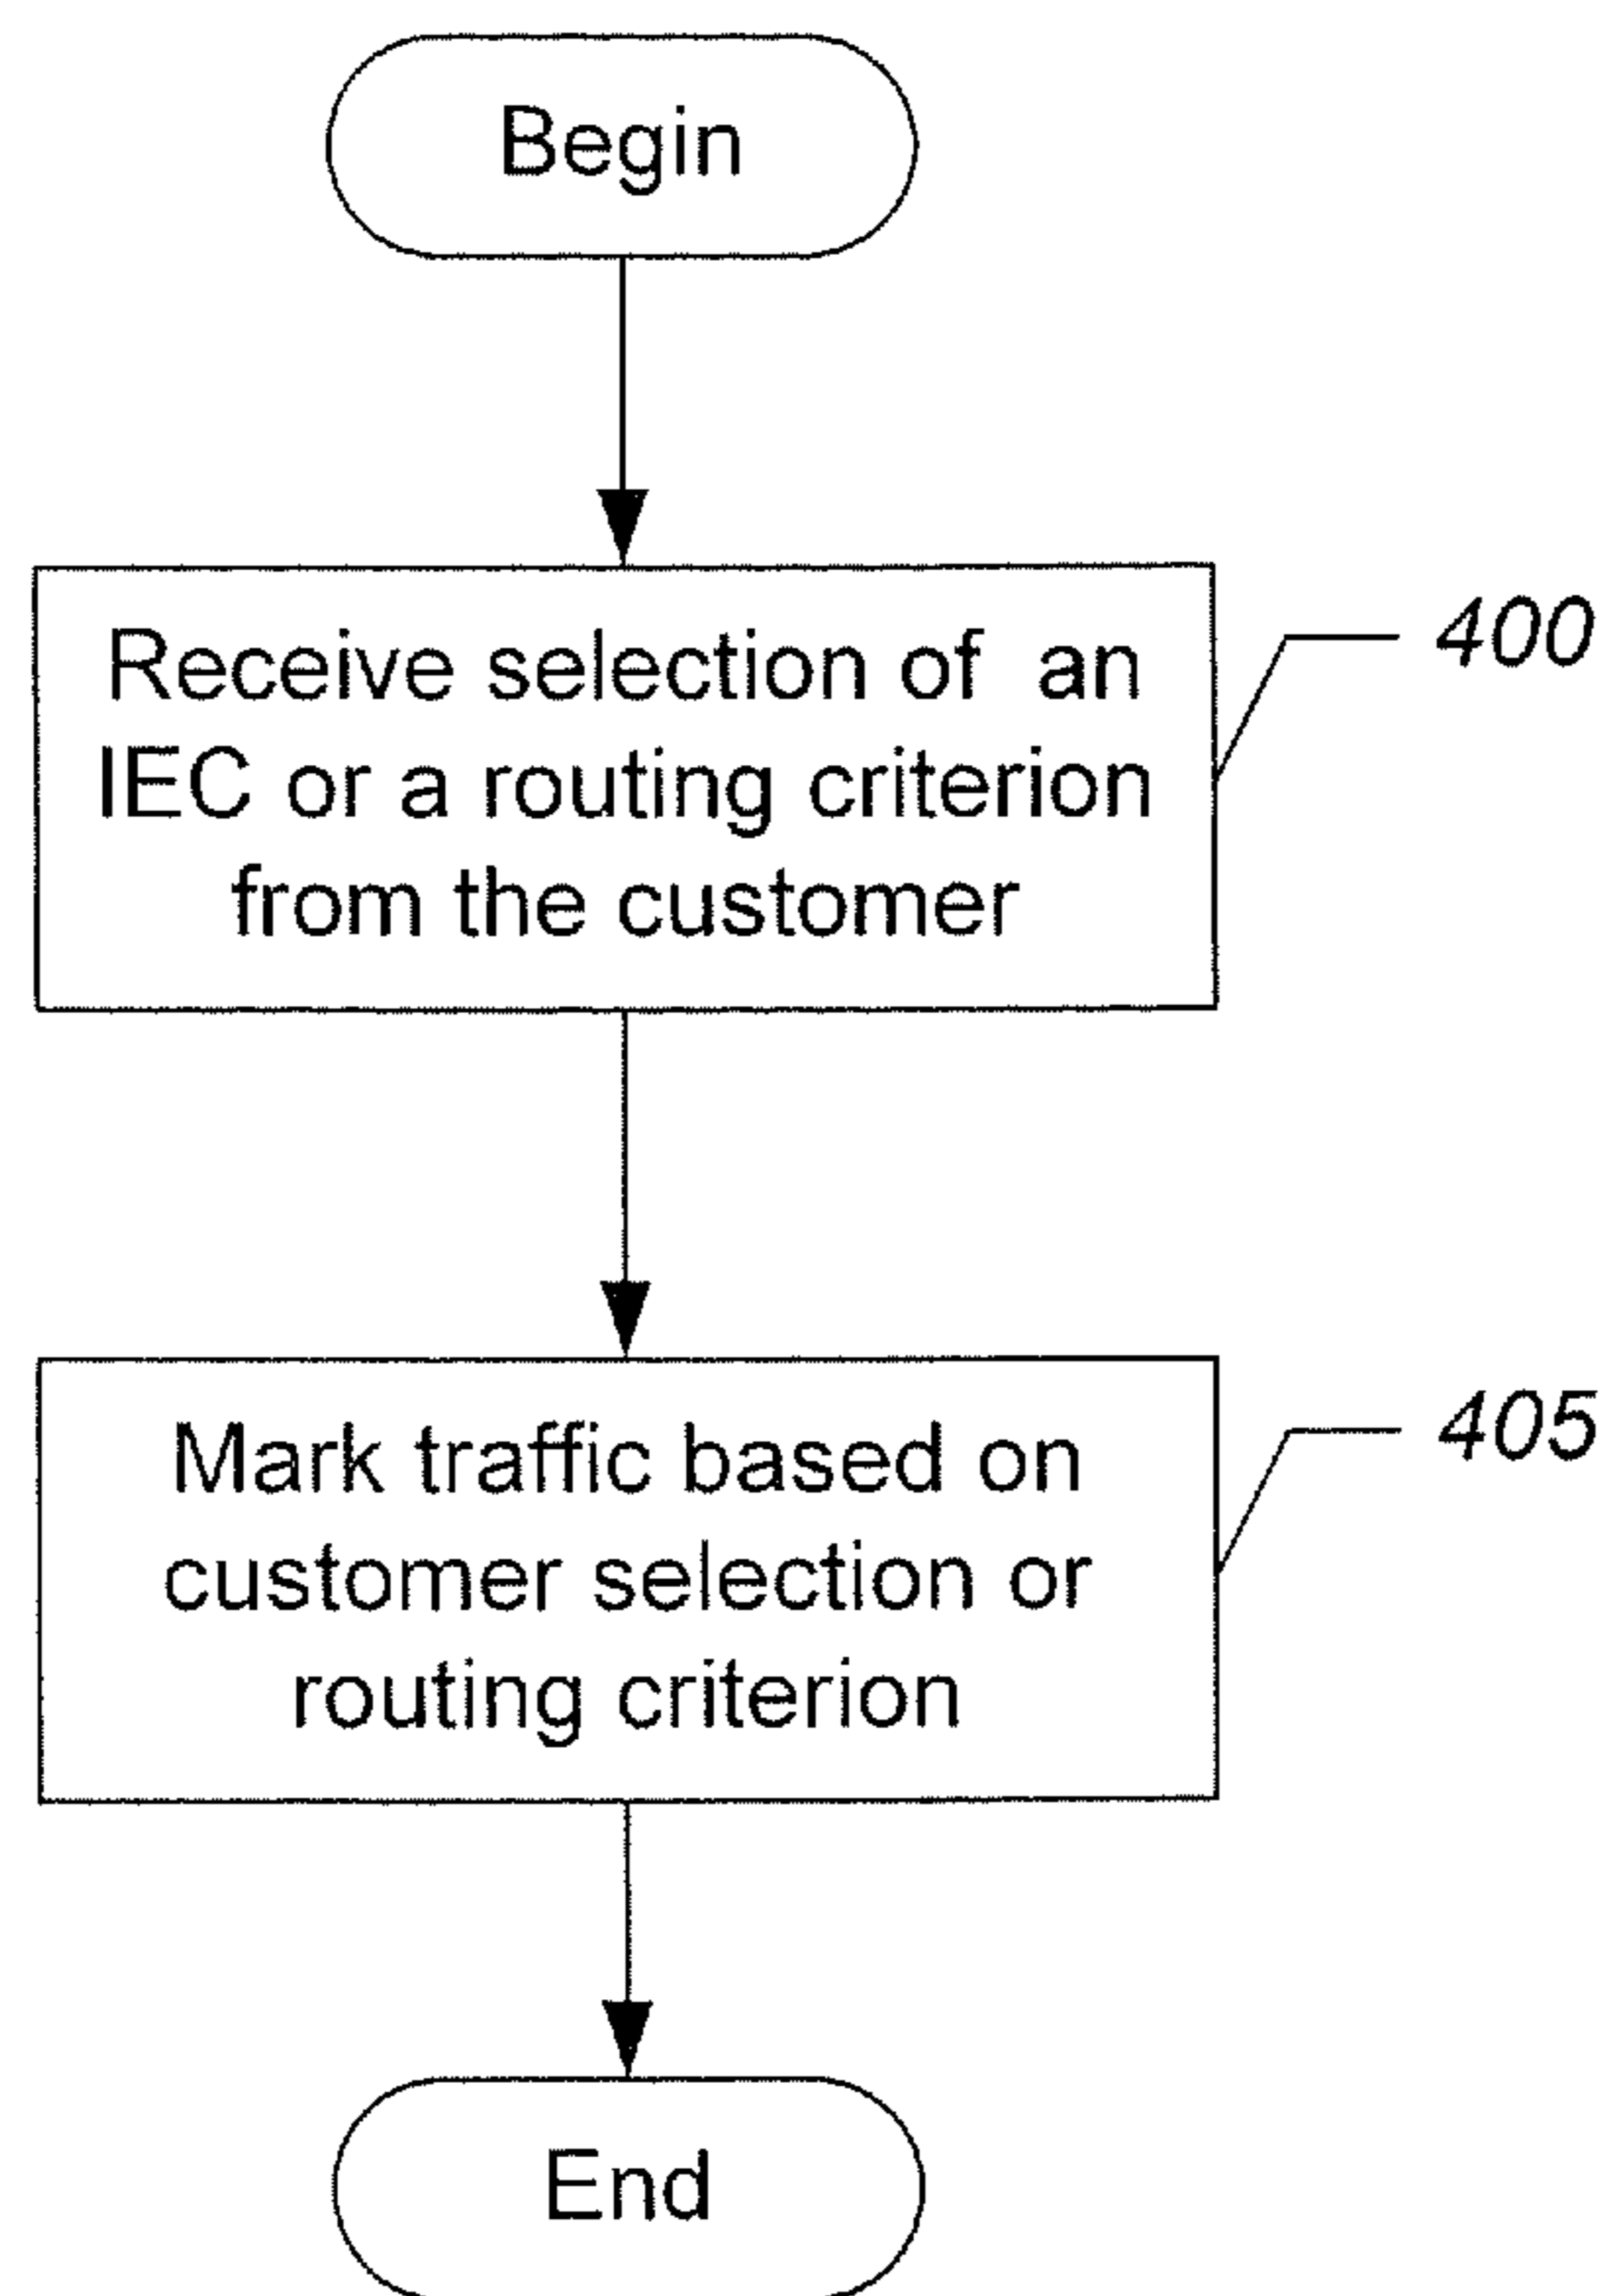 Begin
Receive selection of an
IEC or a routing criterion
from the customer
400
Mark traffic based on
customer selection or
routing criterion
405
End